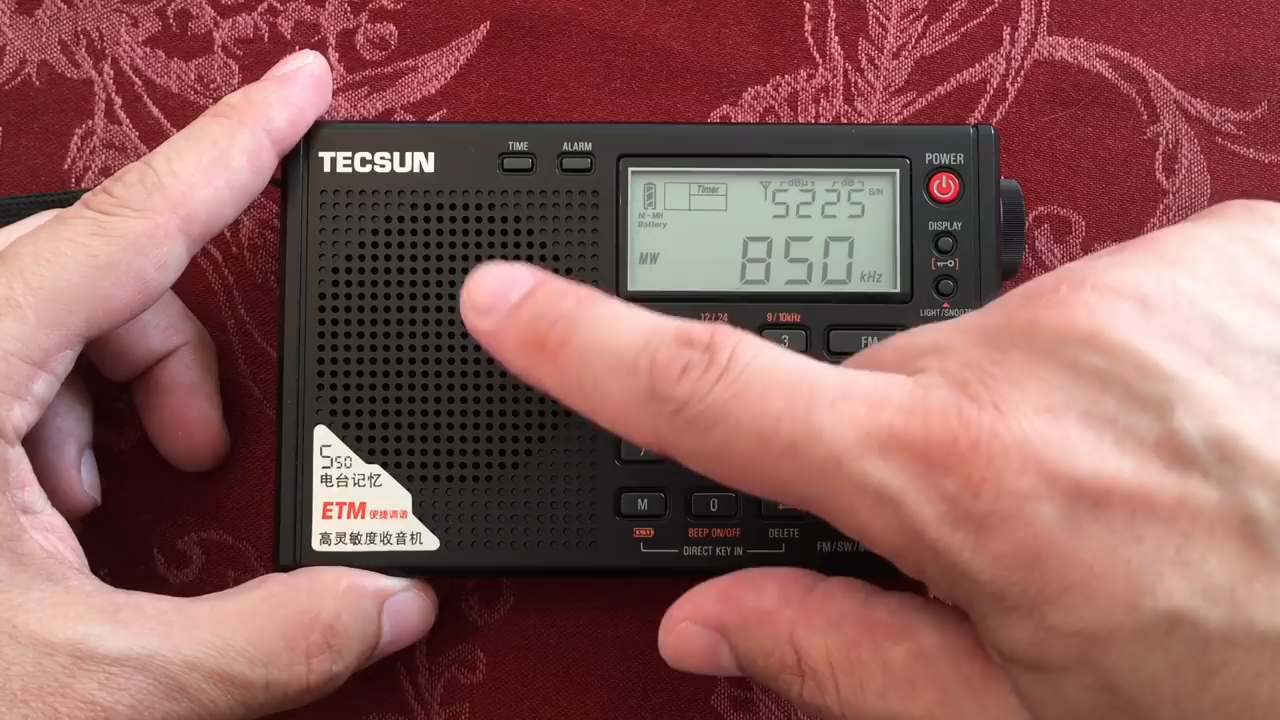 TECSUN
TIME
ALARM
Timer
dBμ
dB
S/N
5225
Ni-MH
Battery
MW
850
kHz
POWER
DISPLAY
LIGHT/SNOOZE
12/24
9/10kHz
3
FM
550
电台记忆
ETM 便捷调谐
高灵敏度收音机
M
0
BEEP ON/OFF
DELETE
DIRECT KEY IN
FM/SW/M